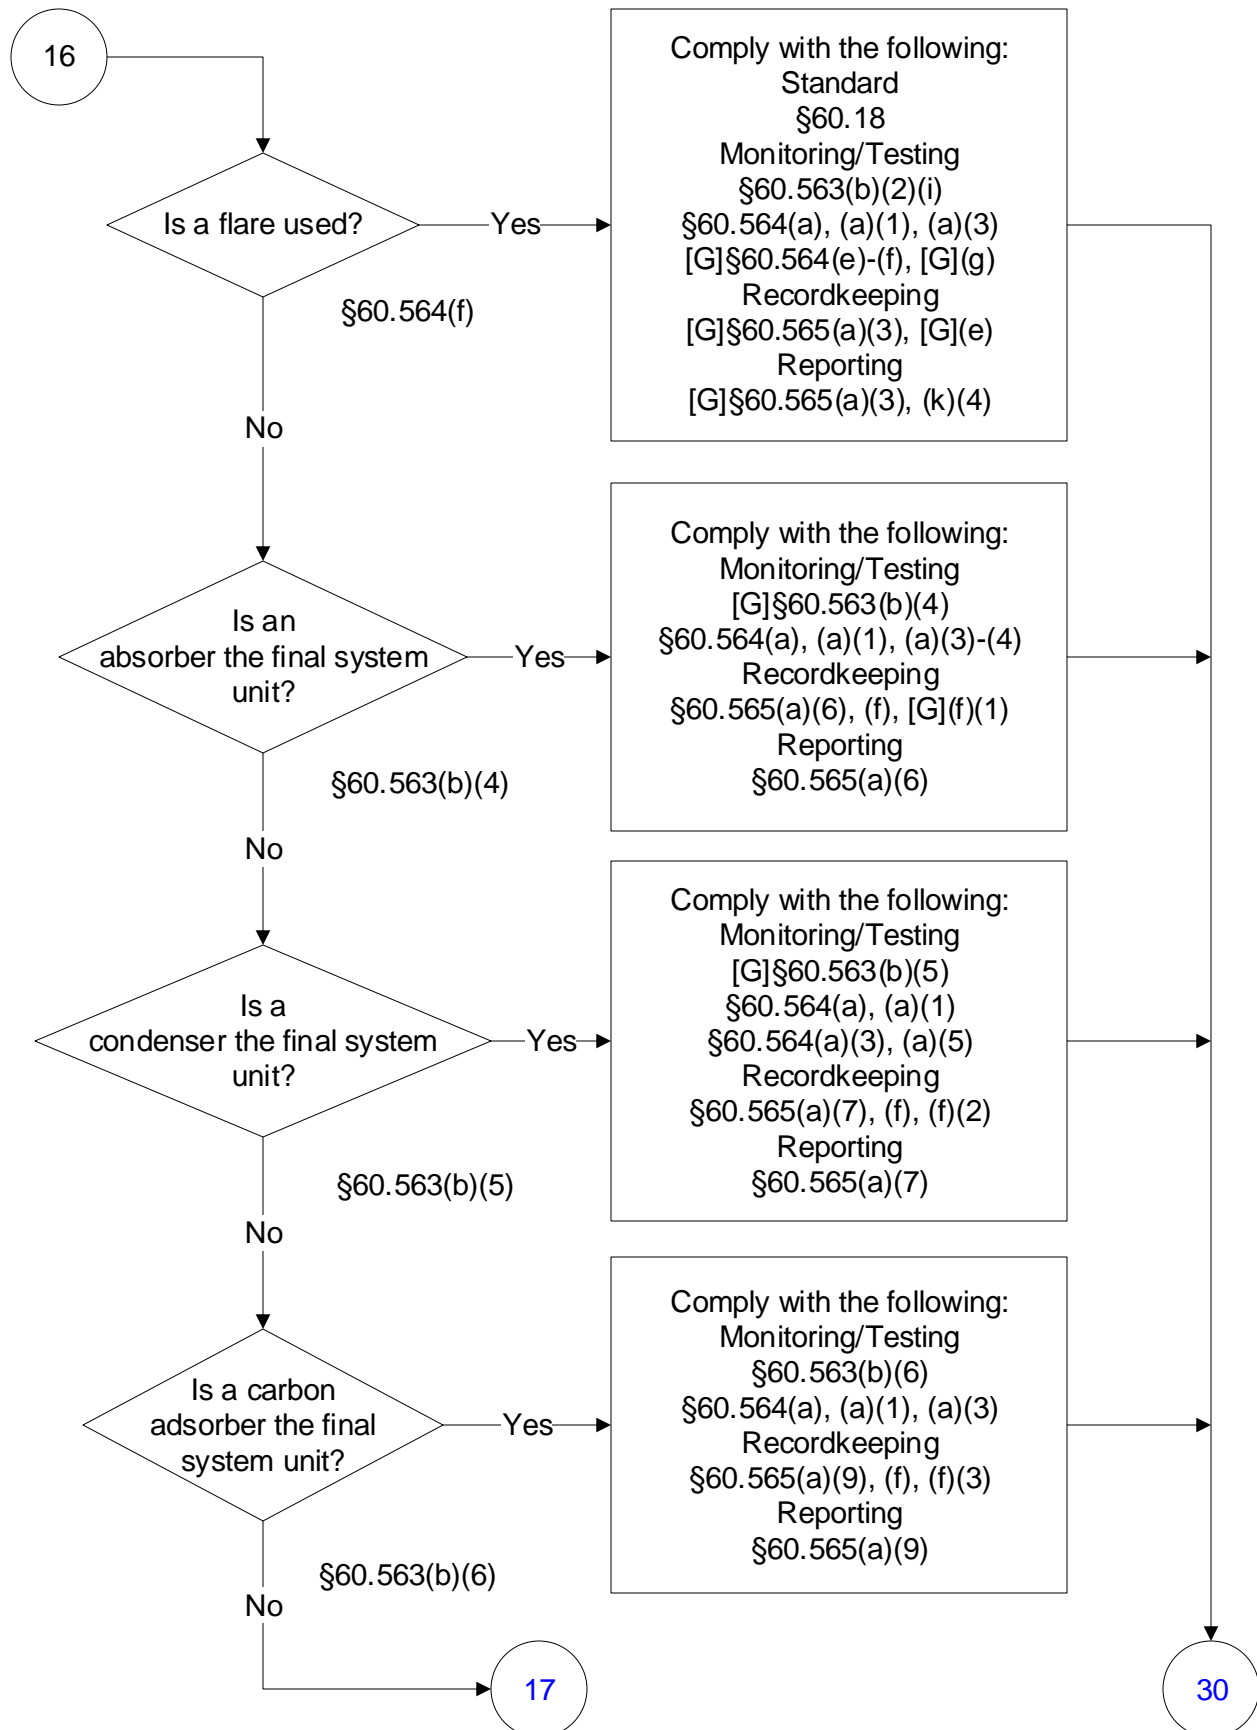 16
Is a flare used?
Yes
§60.564(f)
No
Comply with the following:
Standard
§60.18
Monitoring/Testing
§60.563(b)(2)(i)
§60.564(a), (a)(1), (a)(3)
[G]§60.564(e)-(f), [G](g)
Recordkeeping
[G]§60.565(a)(3), [G](e)
Reporting
[G]§60.565(a)(3), (k)(4)
Is an
absorber the final system
unit?
Yes
§60.563(b)(4)
No
Comply with the following:
Monitoring/Testing
[G]§60.563(b)(4)
§60.564(a), (a)(1), (a)(3)-(4)
Recordkeeping
§60.565(a)(6), (f), [G](f)(1)
Reporting
§60.565(a)(6)
Is a
condenser the final system
unit?
Yes
§60.563(b)(5)
No
Comply with the following:
Monitoring/Testing
[G]§60.563(b)(5)
§60.564(a), (a)(1)
§60.564(a)(3), (a)(5)
Recordkeeping
§60.565(a)(7), (f), (f)(2)
Reporting
§60.565(a)(7)
Is a carbon
adsorber the final
system unit?
Yes
§60.563(b)(6)
No
Comply with the following:
Monitoring/Testing
§60.563(b)(6)
§60.564(a), (a)(1), (a)(3)
Recordkeeping
§60.565(a)(9), (f), (f)(3)
Reporting
§60.565(a)(9)
17
30